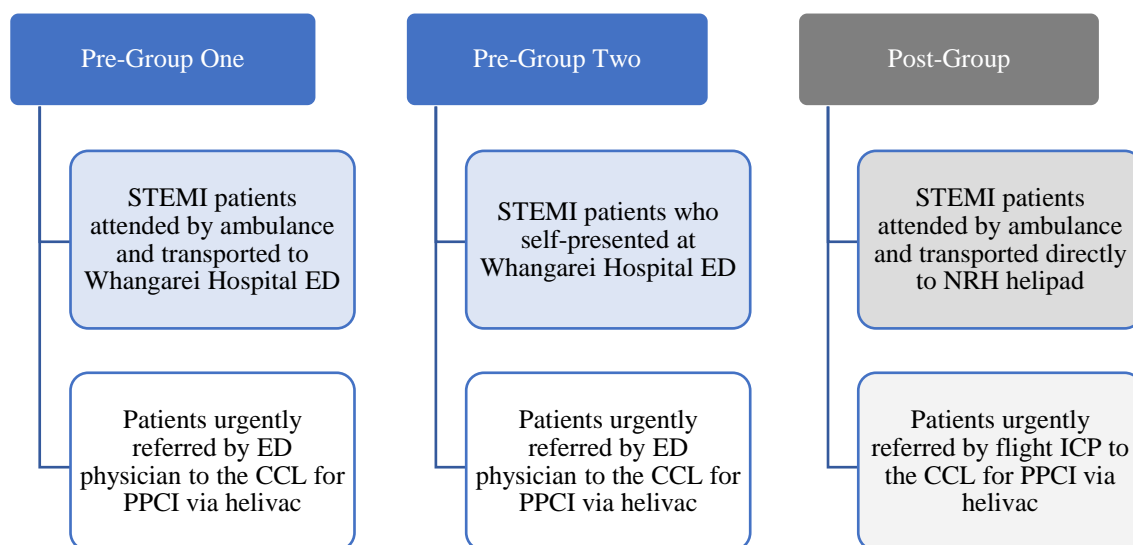 Pre-Group One
STEMI patients
attended by ambulance
and transported to
Whangarei Hospital ED
Patients urgently
referred by ED
physician to the CCL for
PPCI via helivac
Pre-Group Two
STEMI patients who
self-presented at
Whangarei Hospital ED
Patients urgently
referred by ED
physician to the CCL for
PPCI via helivac
Post-Group
STEMI patients
attended by ambulance
and transported directly
to NRH helipad
Patients urgently
referred by flight ICP to
the CCL for PPCI via
helivac